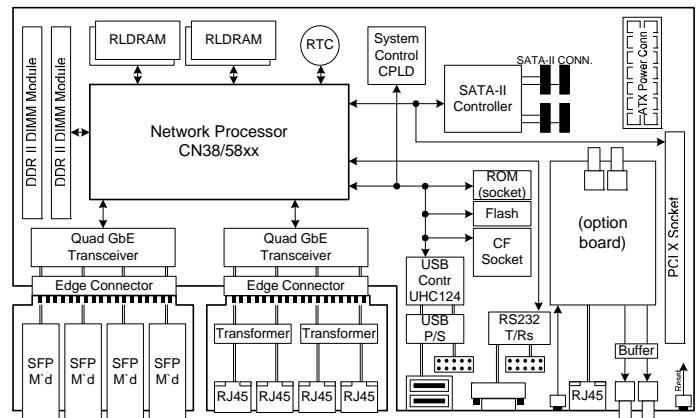 DDR II DIMM Module
DDR II DIMM Module
RLDRAM
RLDRAM
RTC
System
Control
CPLD
SATA-II CONN.
SATA-II
Controller
ATX Power Conn
Network Processor
CN38/58xx
ROM
(socket)
Flash
CF
Socket
(option
board)
PCI X Socket
Quad GbE
Transceiver
Quad GbE
Transceiver
Edge Connector
Edge Connector
USB
Contr
UHC124
USB
P/S
RS232
T/Rs
Transformer
Transformer
SFP
M`d
SFP
M`d
SFP
M`d
SFP
M`d
RJ45
RJ45
RJ45
RJ45
Buffer
RJ45
Reset